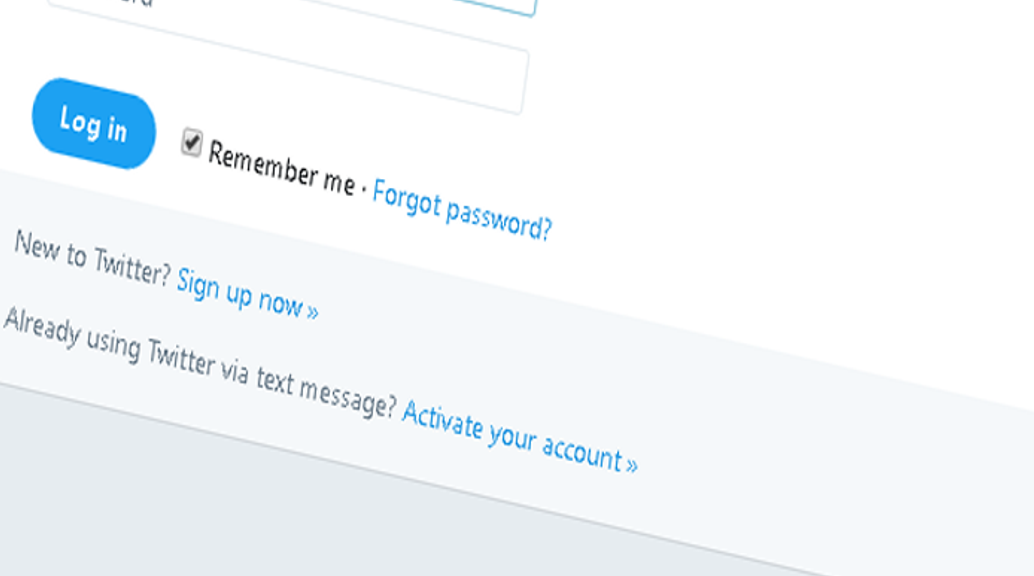 Log in Remember me · Forgot password?
New to Twitter? Sign up now »
Already using Twitter via text message? Activate your account »